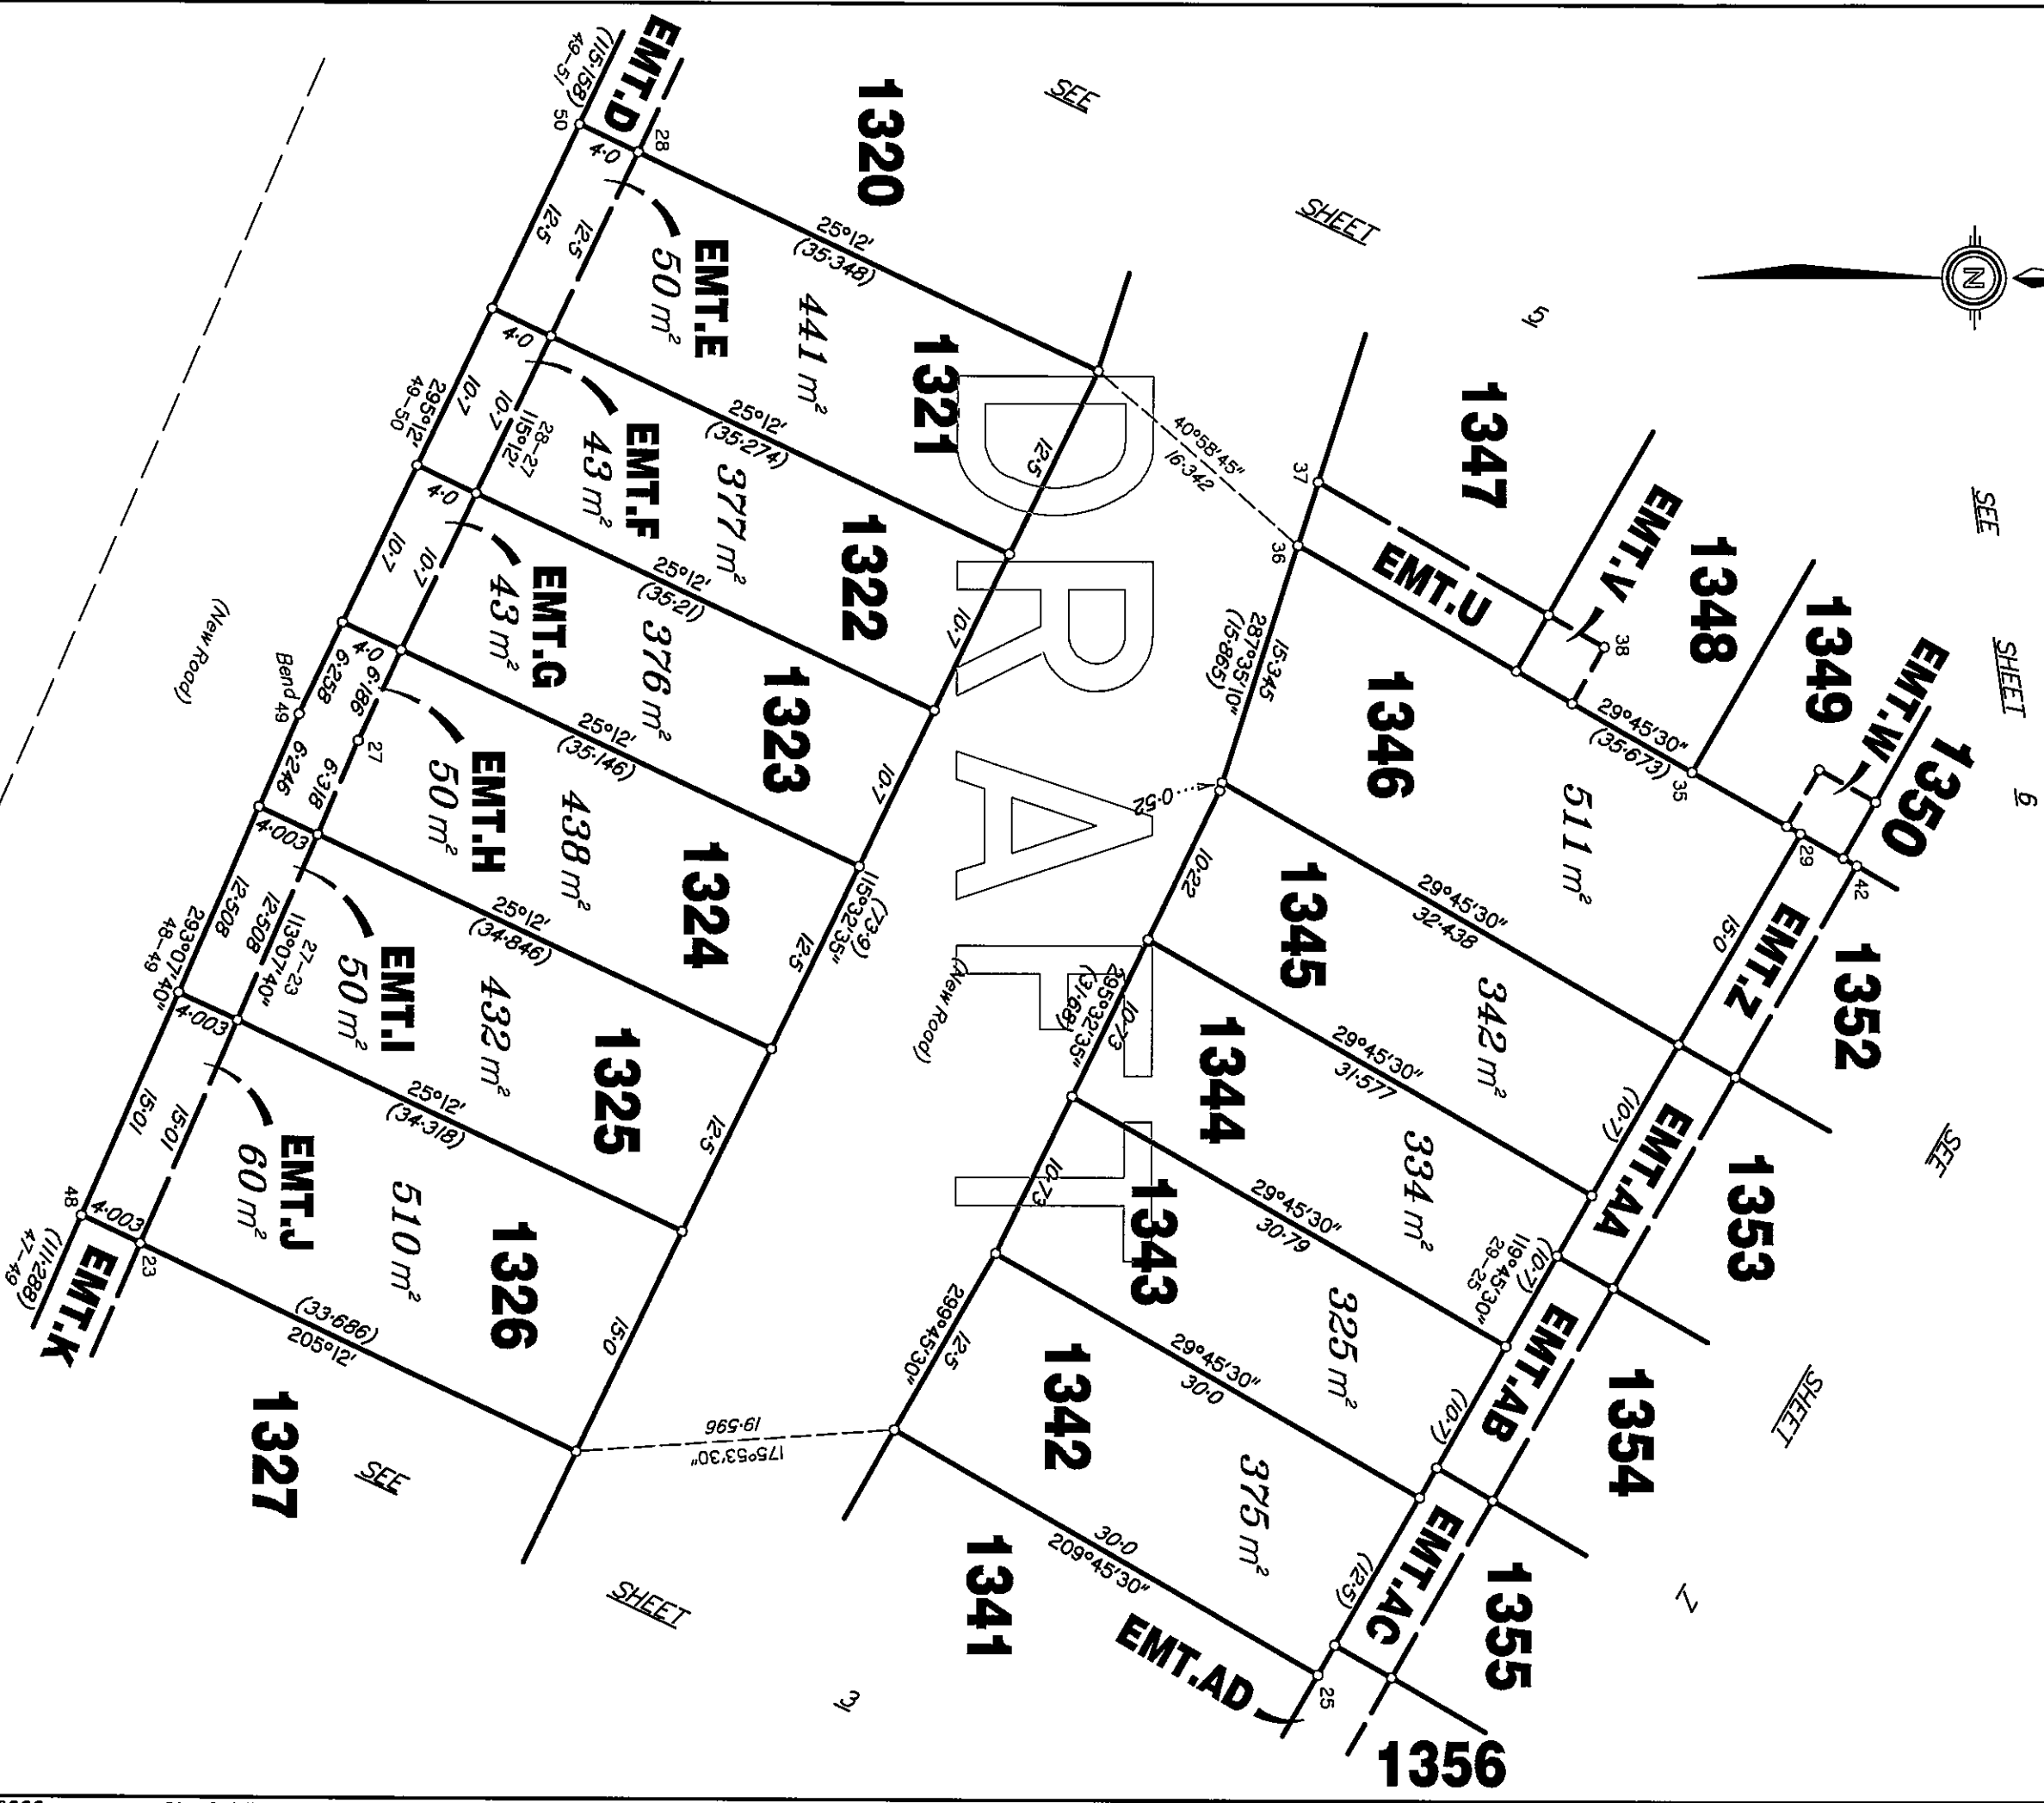 N
SEE
SHEET
5
SEE
SHEET
6
SEE
SHEET
7
SEE
SHEET
3
DRAFT
1320
1321
441 m²
EMT.E
50 m²
1322
377 m²
EMT.F
43 m²
1323
376 m²
EMT.G
43 m²
1324
438 m²
EMT.H
50 m²
1325
432 m²
EMT.I
50 m²
1326
510 m²
EMT.J
60 m²
1327
EMT.D
EMT.K
(115·158)
49-51
50
28
4·0
12·5
12·5
25°12'
(35·348)
4·0
10·7
10·7
28-27
115°12'
295°12'
49-50
25°12'
(35·274)
4·0
10·7
10·7
25°12'
(35·21)
4·0
6·258
6·186
Bend 49
27
25°12'
(35·146)
6·246
6·318
4·003
25°12'
(34·846)
12·508
12·508
27-23
113°07'40"
293°07'40"
48-49
4·003
25°12'
(34·318)
15·01
15·01
4·003
48
23
(111·288)
47-49
(33·686)
205°12'
(New Road)
12·5
10·7
10·7
(73·9)
115°32'35"
12·5
12·5
15·0
40°58'45"
16·342
19·596
175°53'30"
(New Road)
1347
1348
1349
1350
1352
1353
1354
1355
1356
37
36
EMT.U
EMT.V
38
EMT.W
35
29
42
29°45'30"
(35·673)
1346
511 m²
15·345
287°35'10"
(15·865)
0·52
29°45'30"
32·438
15·0
EMT.Z
1345
342 m²
10·22
29°45'30"
31·577
(10·7)
EMT.AA
1344
334 m²
10·73
295°32'35"
(31·68)
29°45'30"
30·79
(10·7)
119°45'30"
29-25
EMT.AB
1343
325 m²
10·73
29°45'30"
30·0
(10·7)
1342
375 m²
12·5
299°45'30"
30·0
209°45'30"
(12·5)
EMT.AC
1341
EMT.AD
25